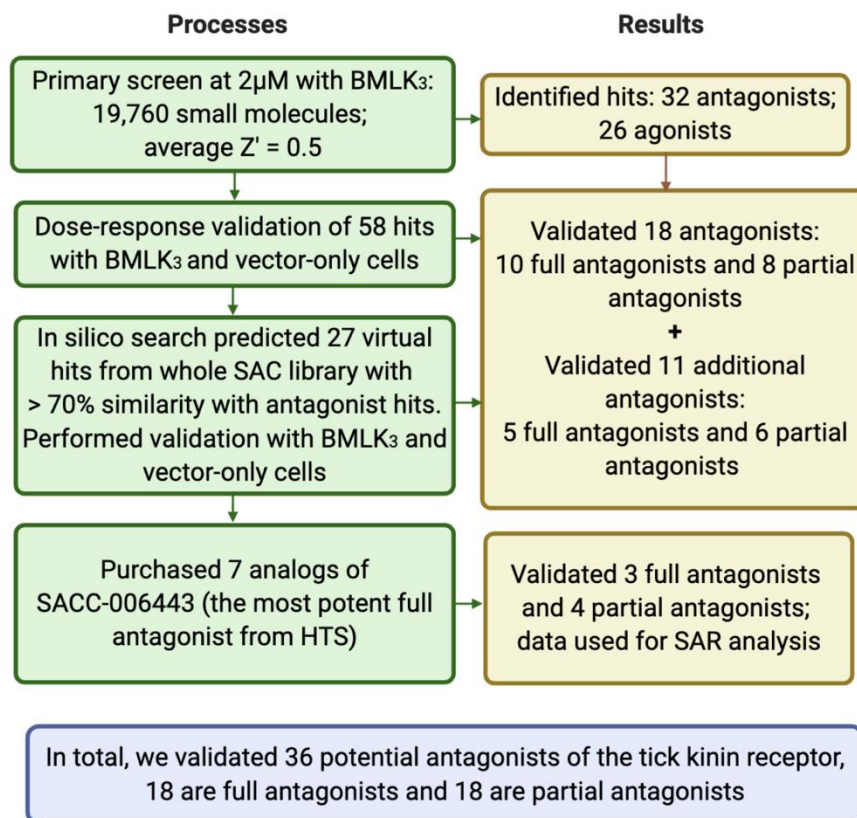 Processes
Results
Primary screen at 2µM with BMLK₃:
19,760 small molecules;
average Z' = 0.5
Identified hits: 32 antagonists;
26 agonists
Dose-response validation of 58 hits
with BMLK₃ and vector-only cells
Validated 18 antagonists:
10 full antagonists and 8 partial
antagonists
+
Validated 11 additional
antagonists:
5 full antagonists and 6 partial
antagonists
In silico search predicted 27 virtual
hits from whole SAC library with
> 70% similarity with antagonist hits.
Performed validation with BMLK₃ and
vector-only cells
Purchased 7 analogs of
SACC-006443 (the most potent full
antagonist from HTS)
Validated 3 full antagonists
and 4 partial antagonists;
data used for SAR analysis
In total, we validated 36 potential antagonists of the tick kinin receptor,
18 are full antagonists and 18 are partial antagonists